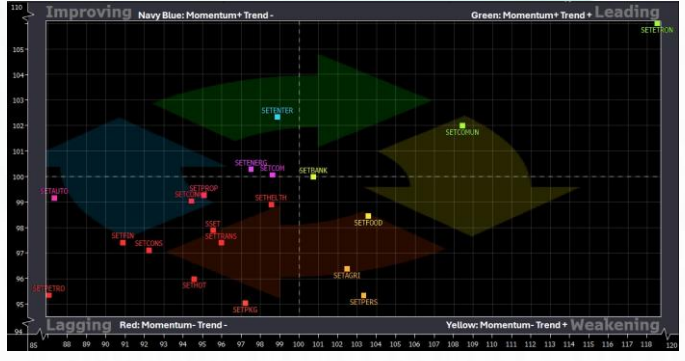 110
Improving Navy Blue: Momentum+ Trend - Green: Momentum+ Trend + Leading
SETETRON
105
104
103
102
101
100
99
98
97
96
95
94
SETENTER
SETCOMUN
SETENERG
SETCOM
SETBANK
SETAUTO
SETPROP
SETHELTH
SETFOOD
SSET
SETFIN
SETTRANS
SETCONS
SETAGRI
SETHOT
SETPETRO
SETPERS
SETPKG
Lagging Red: Momentum- Trend - Yellow: Momentum- Trend + Weakening
85 87 88 89 90 91 92 93 94 95 96 97 98 99 100 101 102 103 104 105 106 107 108 109 110 111 112 113 114 115 116 117 118 120